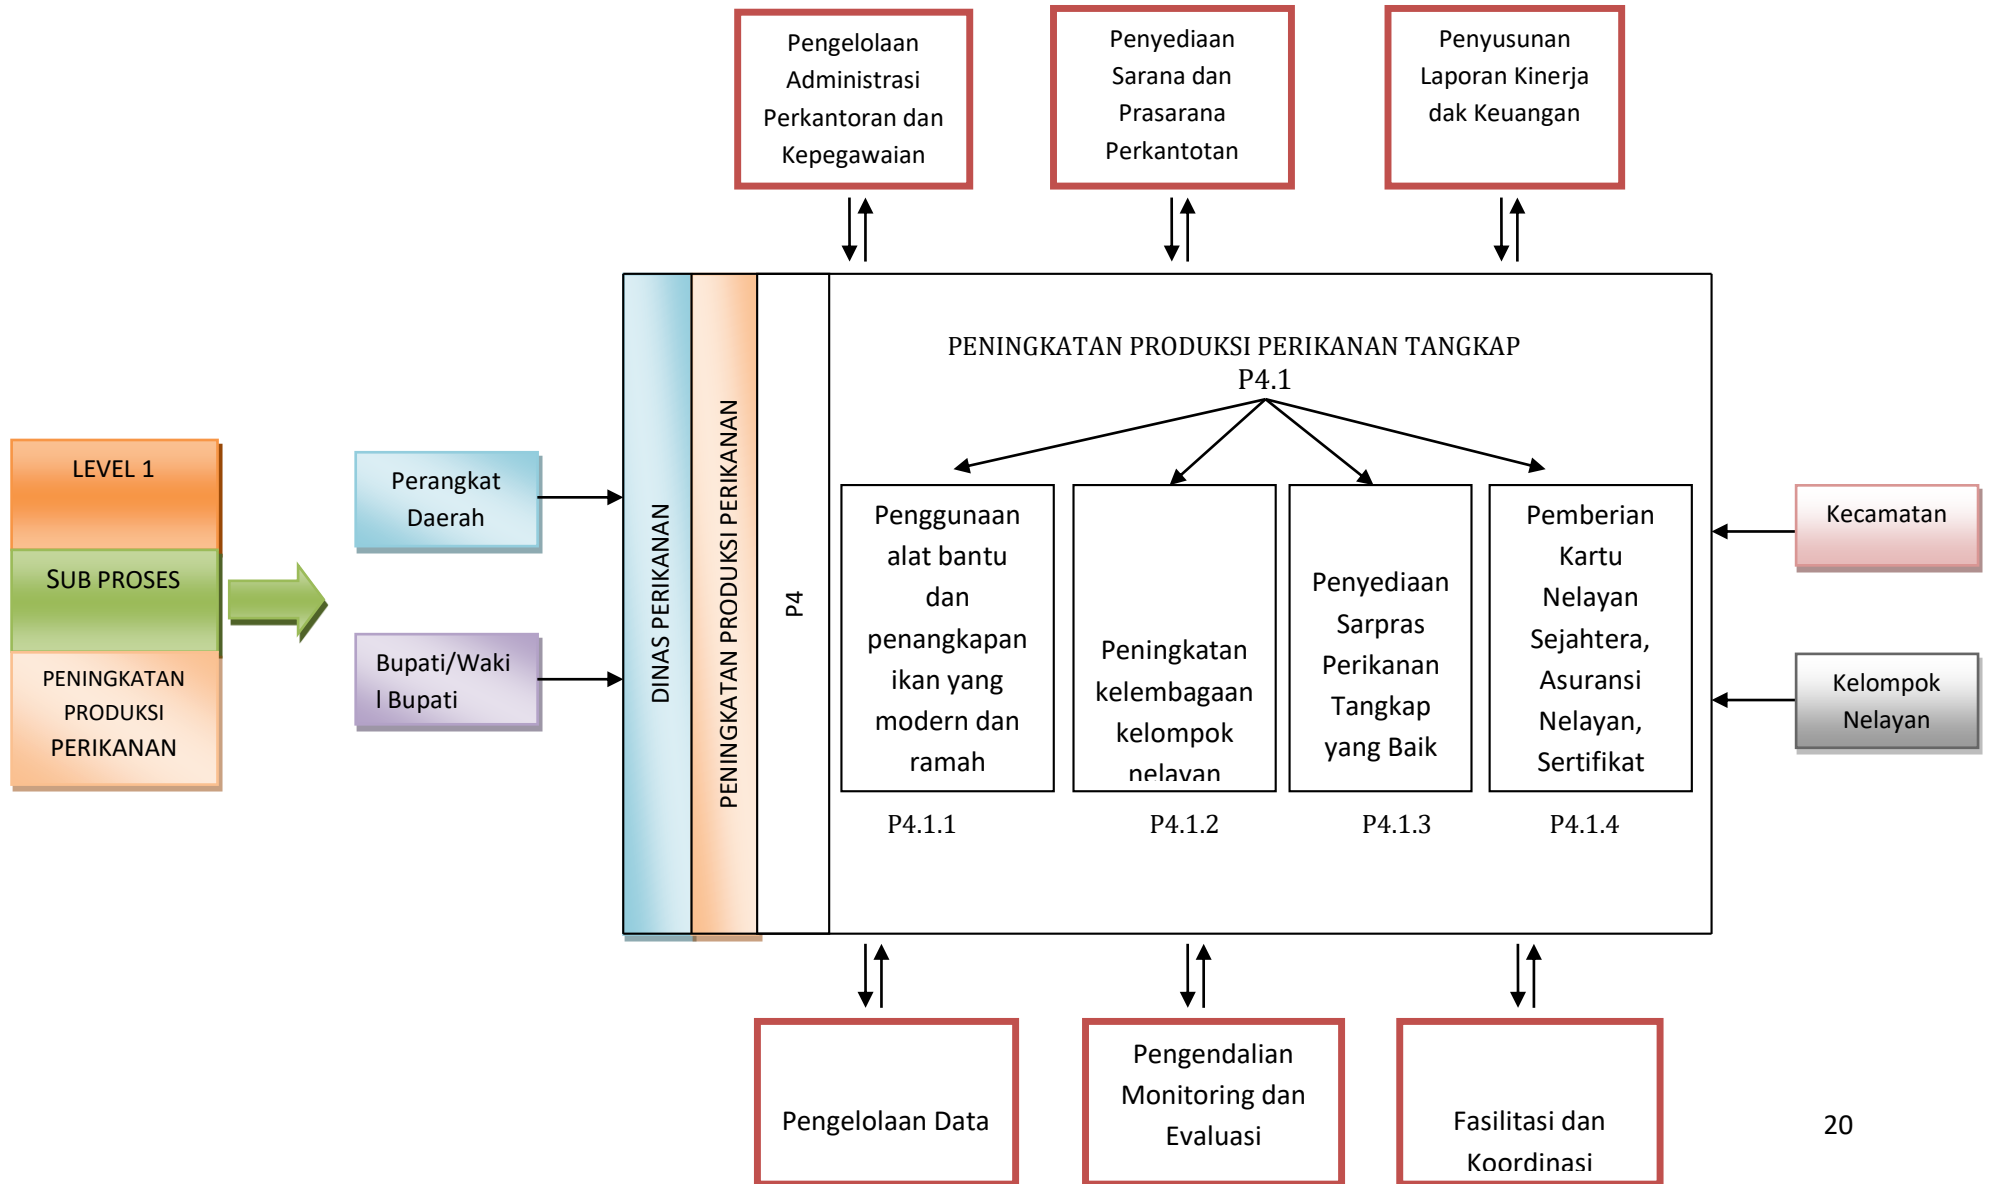 Pengelolaan
Administrasi
Perkantoran dan
Kepegawaian
Penyediaan
Sarana dan
Prasarana
Perkantotan
Penyusunan
Laporan Kinerja
dak Keuangan
LEVEL 1
SUB PROSES
PENINGKATAN
PRODUKSI
PERIKANAN
Perangkat
Daerah
Bupati/Waki
l Bupati
DINAS PERIKANAN
PENINGKATAN PRODUKSI PERIKANAN
P4
PENINGKATAN PRODUKSI PERIKANAN TANGKAP
P4.1
Penggunaan
alat bantu
dan
penangkapan
ikan yang
modern dan
ramah
P4.1.1
Peningkatan
kelembagaan
kelompok
nelayan
P4.1.2
Penyediaan
Sarpras
Perikanan
Tangkap
yang Baik
P4.1.3
Pemberian
Kartu
Nelayan
Sejahtera,
Asuransi
Nelayan,
Sertifikat
P4.1.4
Kecamatan
Kelompok
Nelayan
Pengelolaan Data
Pengendalian
Monitoring dan
Evaluasi
Fasilitasi dan
Koordinasi
20